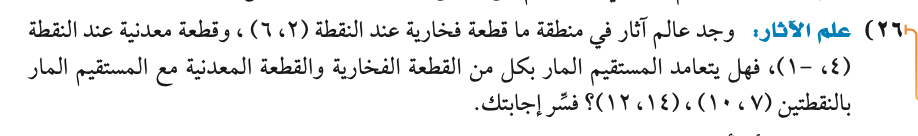 ٢٦) علم الآثار: وجد عالم آثار في منطقة ما قطعة فخارية عند النقطة (٦ ،٢) ، وقطعة معدنية عند النقطة
(٤، –١)، فهل يتعامد المستقيم المار بكل من القطعة الفخارية والقطعة المعدنية مع المستقيم المار
بالنقطتين (٧ ، ١٠) ، (١٤، ١٢)؟ فسِّر إجابتك.